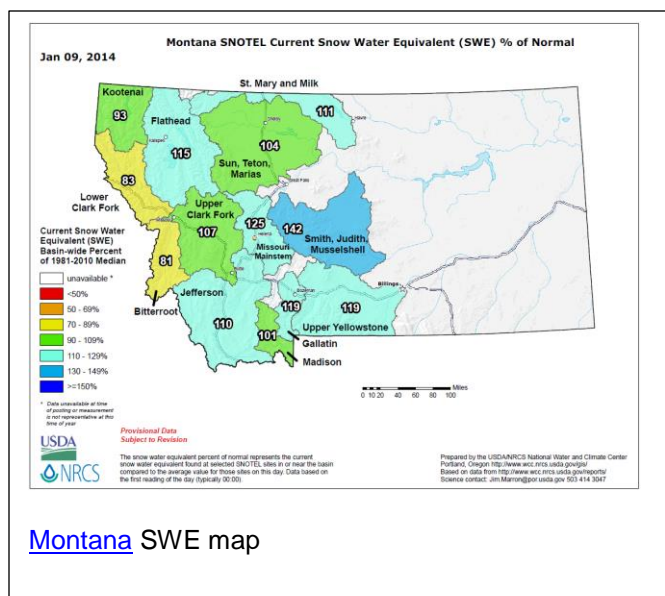 Montana SNOTEL Current Snow Water Equivalent (SWE) % of Normal
Jan 09, 2014
St. Mary and Milk
Kootenai
93
111
Flathead
104
115
Sun, Teton,
Marias
83
Lower
Clark Fork
Upper
Clark Fork
107
125
142
Smith, Judith,
Musselshell
Missouri
Mainstem
81
Bitterroot
Jefferson
110
Billings
119
119
Upper Yellowstone
101
Gallatin
Madison
Current Snow Water
Equivalent (SWE)
Basin-wide Percent
of 1981-2010 Median
unavailable *
<50%
50 - 69%
70 - 89%
90 - 109%
110 - 129%
130 - 149%
>=150%
* Data unavailable at time
of posting or measurement
is not representative at this
time of year
Miles
0 10 20 40 60 80 100
Provisional Data
Subject to Revision
USDA
NRCS
The snow water equivalent percent of normal represents the current
snow water equivalent found at selected SNOTEL sites in or near the basin
compared to the average value for those sites on this day. Data based on
the first reading of the day (typically 00:00).
Prepared by the USDA/NRCS National Water and Climate Center
Portland, Oregon http://www.wcc.nrcs.usda.gov/gis/
Based on data from http://www.wcc.nrcs.usda.gov/reports/
Science contact: Jim.Marron@por.usda.gov 503 414 3047
Montana SWE map